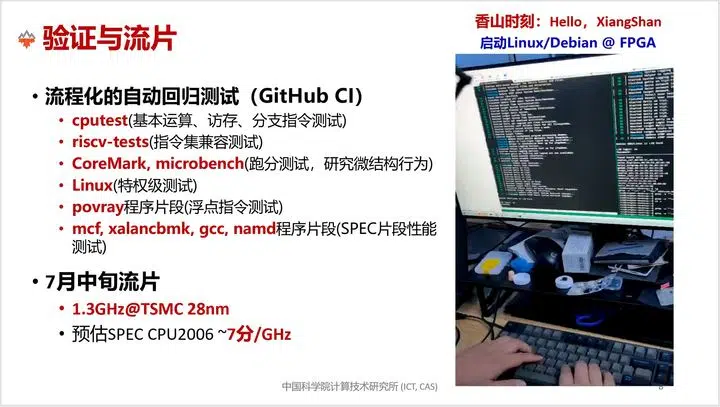 验证与流片
香山时刻：Hello，XiangShan
启动Linux/Debian @ FPGA
• 流程化的自动回归测试（GitHub CI）
• cputest(基本运算、访存、分支指令测试)
• riscv-tests(指令集兼容测试)
• CoreMark, microbench(跑分测试，研究微结构行为)
• Linux(特权级测试)
• povray程序片段(浮点指令测试)
• mcf, xalancbmk, gcc, namd程序片段(SPEC片段性能
测试)
• 7月中旬流片
• 1.3GHz@TSMC 28nm
• 预估SPEC CPU2006 ~7分/GHz
中国科学院计算技术研究所 (ICT, CAS)